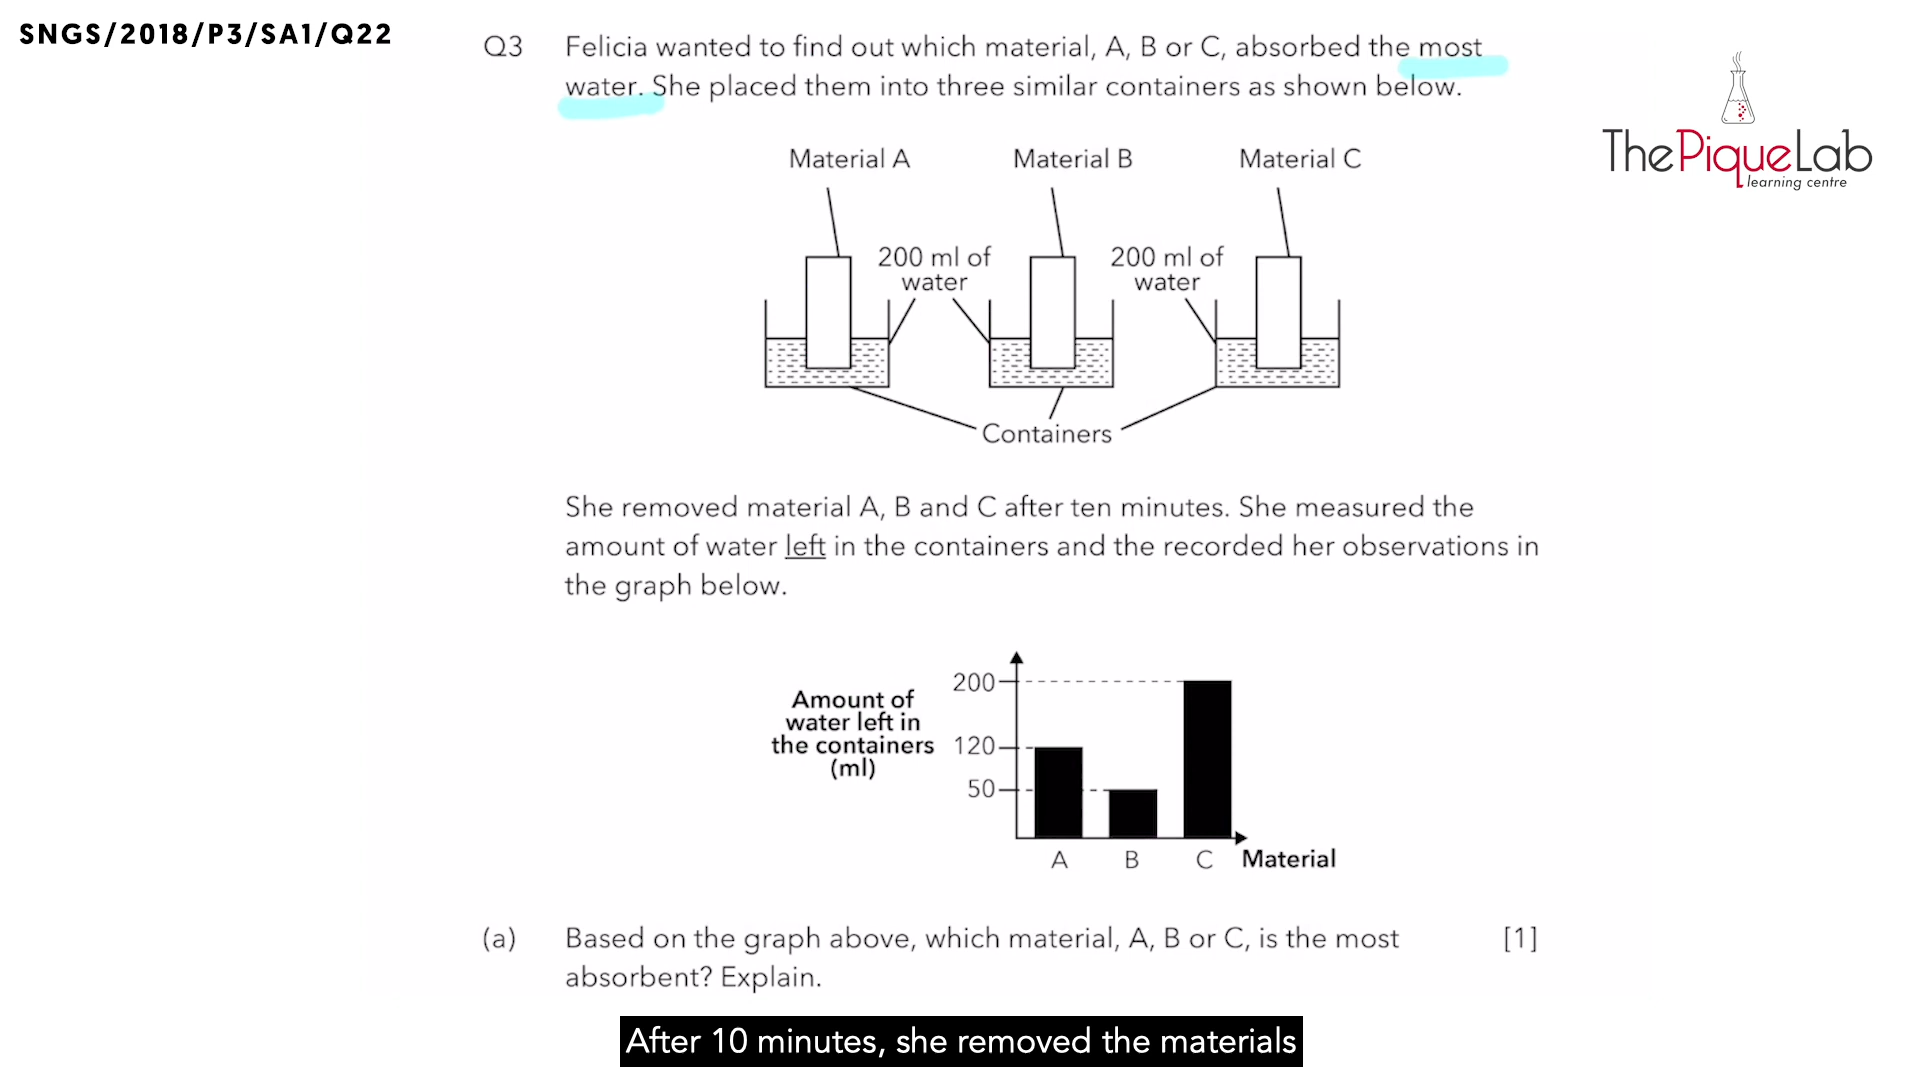 SNGS/2018/P3/SA1/Q22
Q3 Felicia wanted to find out which material, A, B or C, absorbed the most
water. She placed them into three similar containers as shown below.
ThePiqueLab
learning centre
Material A Material B Material C
200 ml of 200 ml of
water water
Containers
She removed material A, B and C after ten minutes. She measured the
amount of water left in the containers and the recorded her observations in
the graph below.
Amount of
water left in
the containers
(ml)
200
120
50
A B C Material
(a) Based on the graph above, which material, A, B or C, is the most [1]
absorbent? Explain.
After 10 minutes, she removed the materials